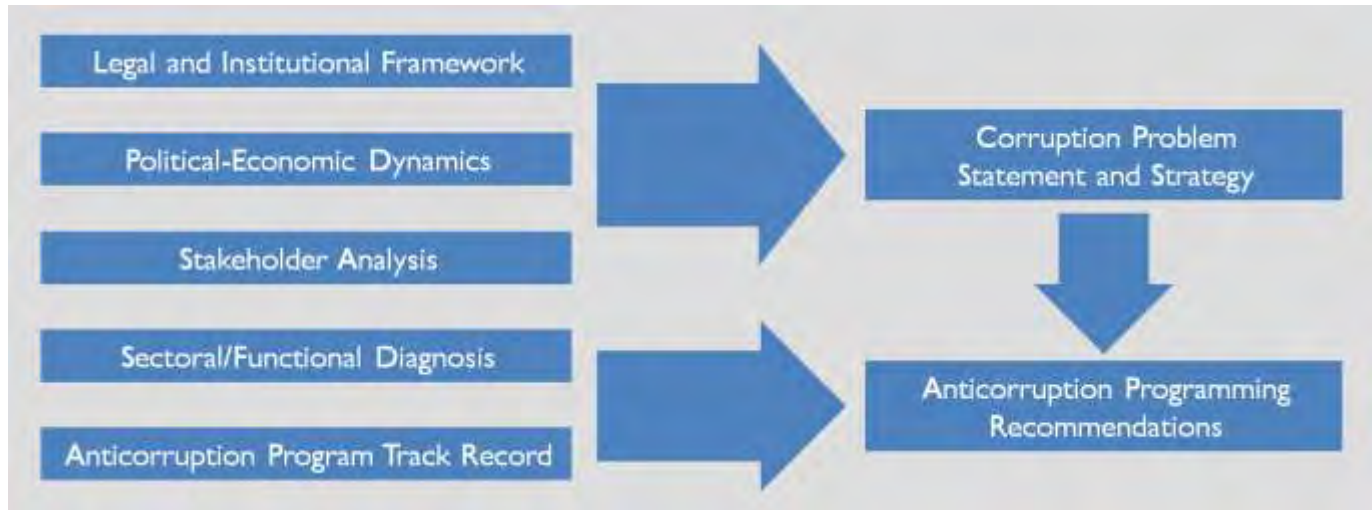 Legal and Institutional Framework
Political-Economic Dynamics
Stakeholder Analysis
Sectoral/Functional Diagnosis
Anticorruption Program Track Record
Corruption Problem
Statement and Strategy
Anticorruption Programming
Recommendations